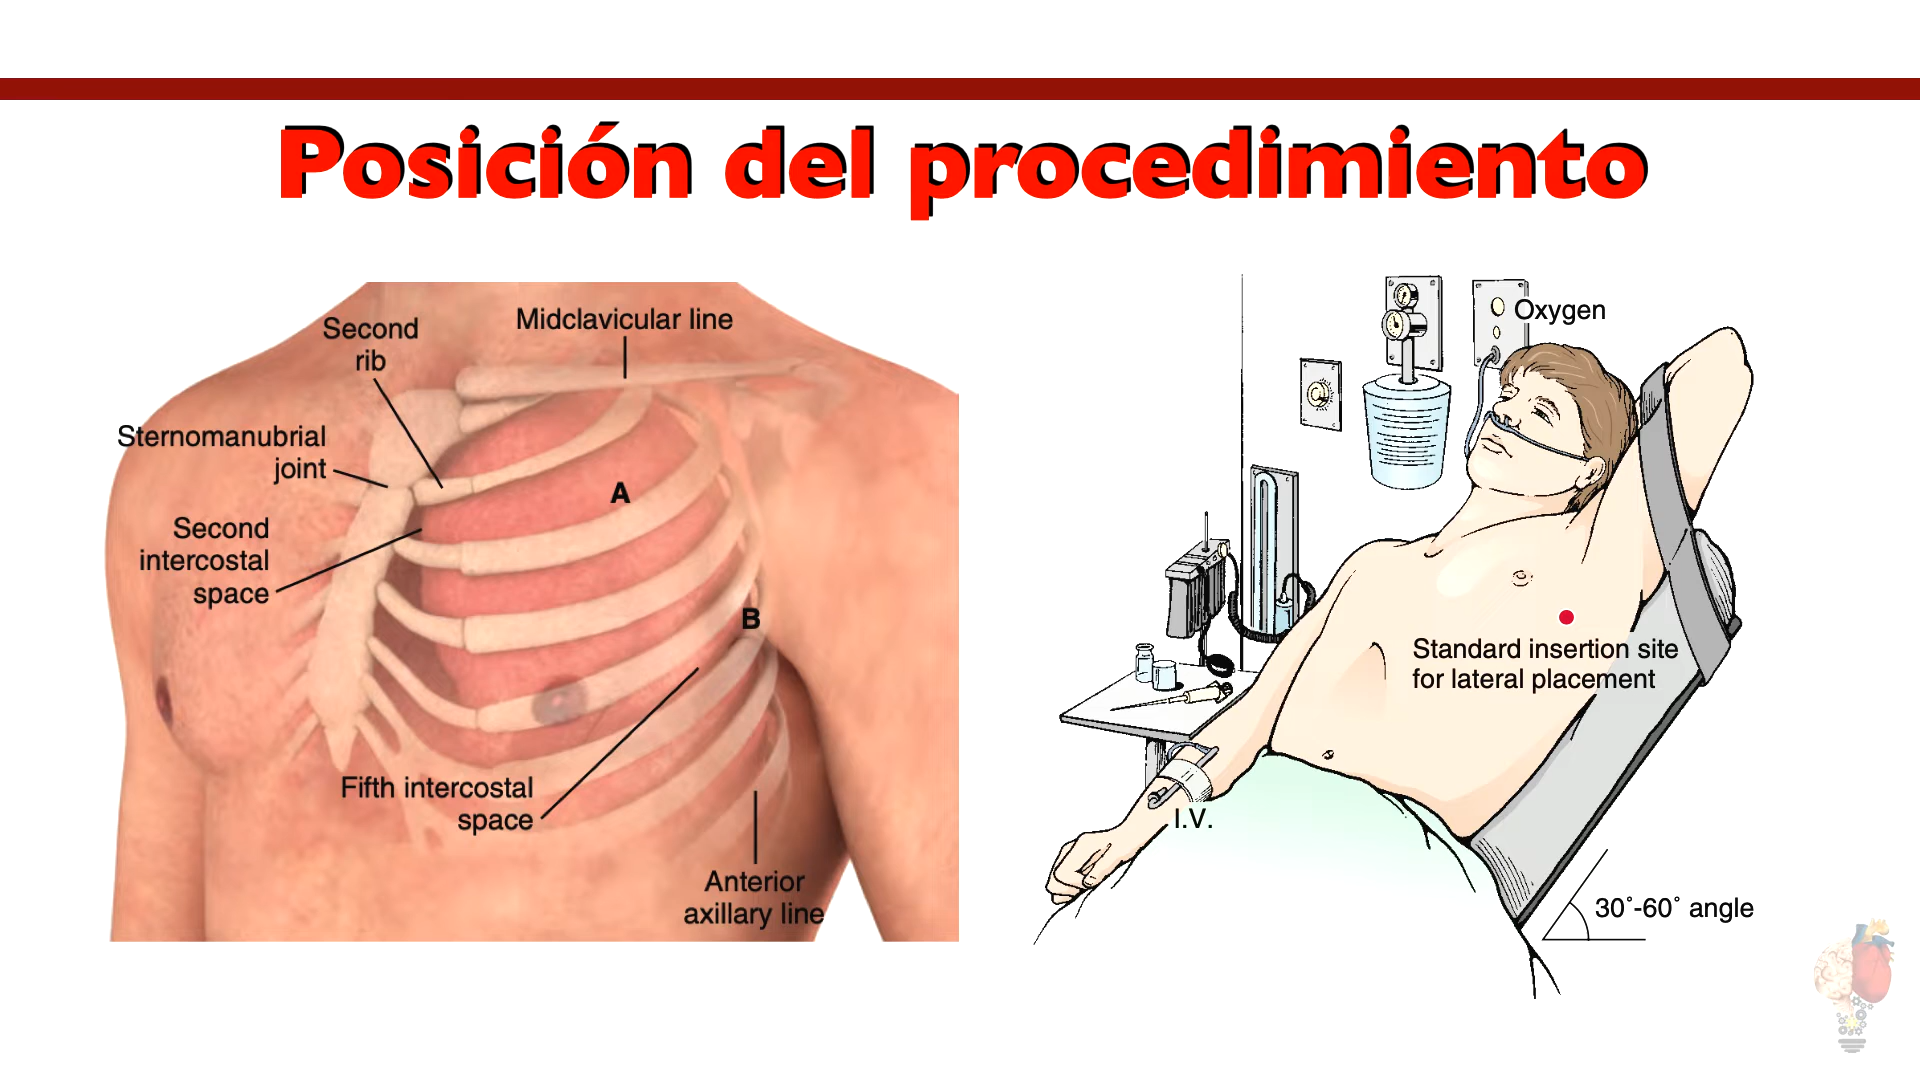 Posición del procedimiento
Second
rib
Midclavicular line
Sternomanubrial
joint
A
Second
intercostal
space
B
Fifth intercostal
space
Anterior
axillary line
Oxygen
Standard insertion site
for lateral placement
I.V.
30˚-60˚ angle